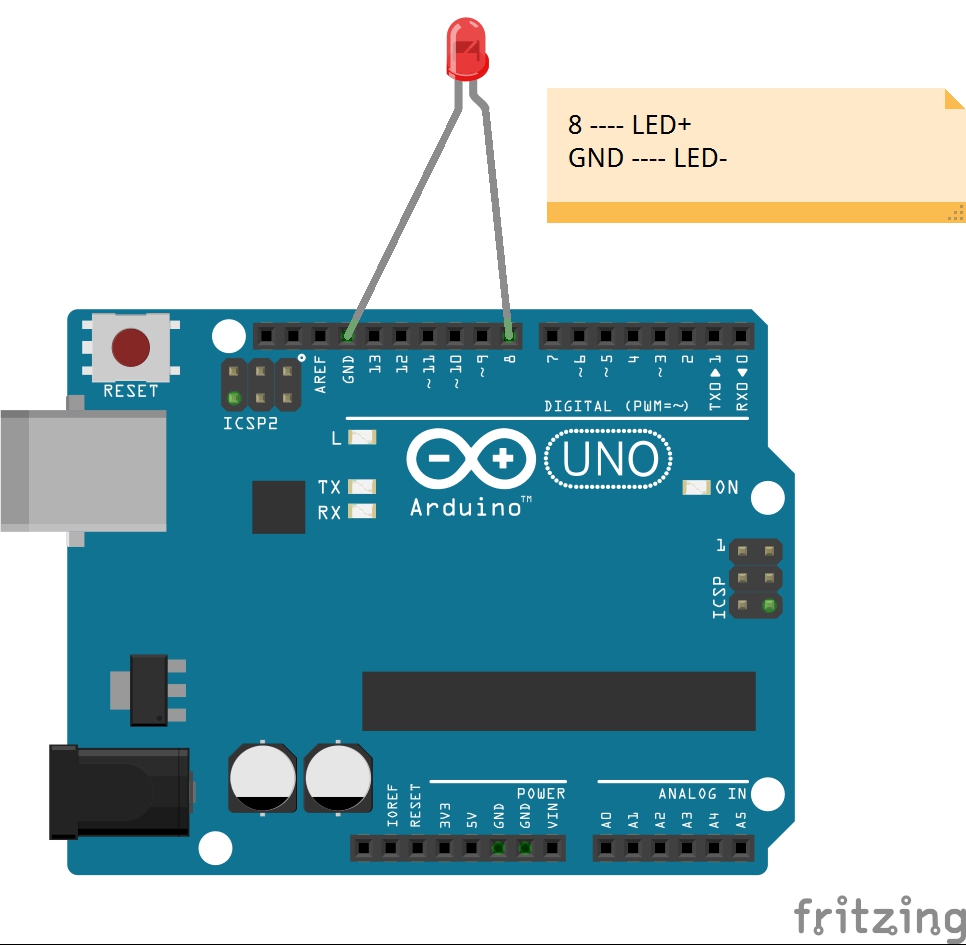 8 ---- LED+
GND ---- LED-
RESET
ICSP2
AREF
GND
13
12
~11
~10
~9
8
7
~6
~5
4
~3
2
TX0▶1
RX0◀0
DIGITAL (PWM=~)
L
TX
RX
Arduino™
UNO
ON
1
ICSP
IOREF
RESET
3V3
5V
GND
GND
VIN
POWER
ANALOG IN
A0
A1
A2
A3
A4
A5
fritzing